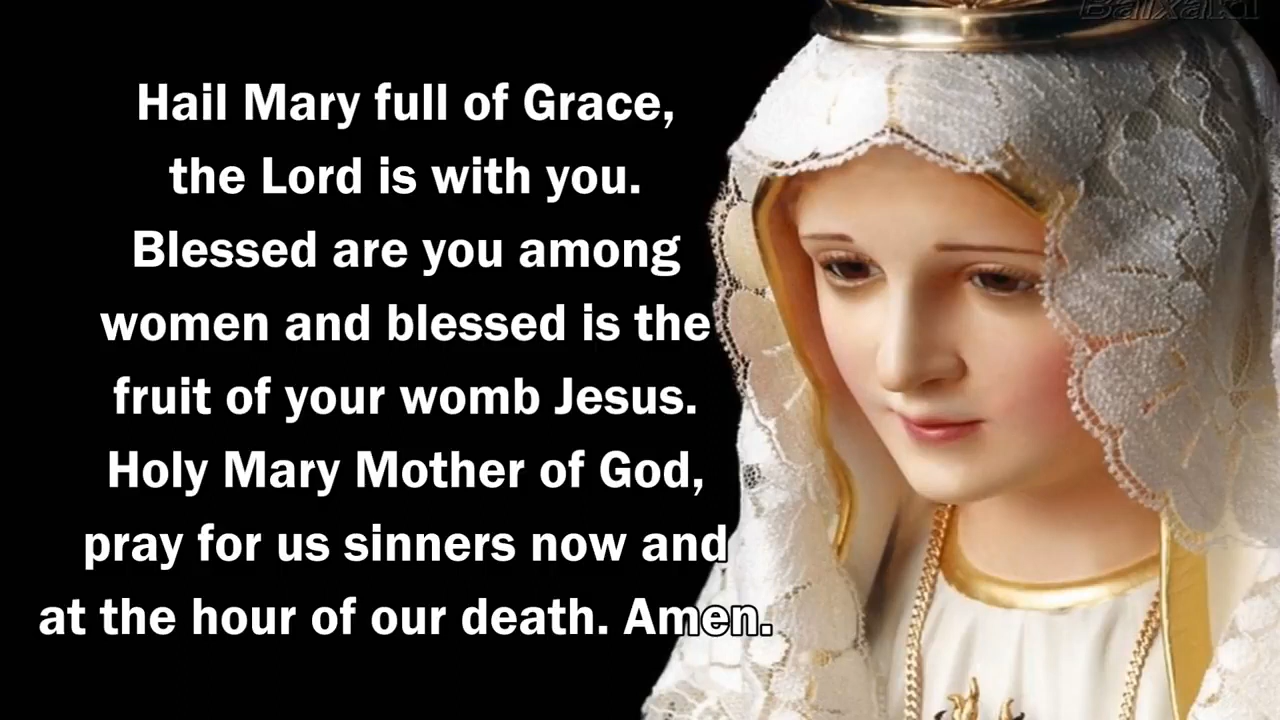 Hail Mary full of Grace,
the Lord is with you.
Blessed are you among
women and blessed is the
fruit of your womb Jesus.
Holy Mary Mother of God,
pray for us sinners now and
at the hour of our death. Amen.